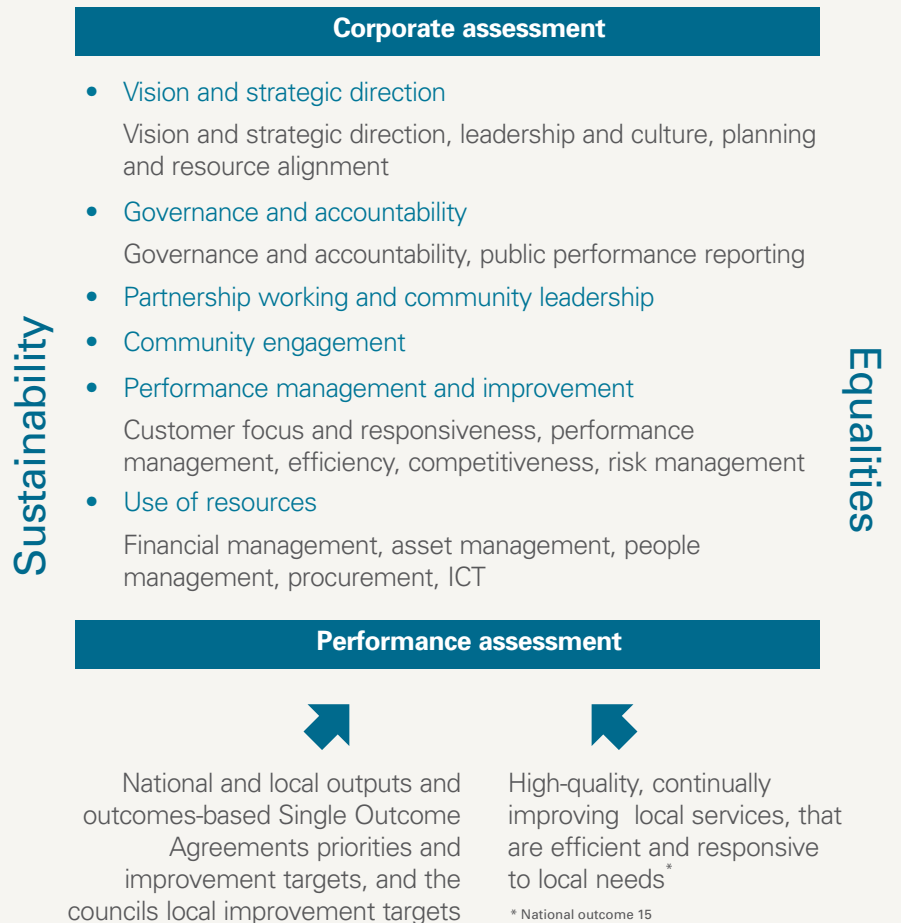 Corporate assessment
• Vision and strategic direction
Vision and strategic direction, leadership and culture, planning
and resource alignment
• Governance and accountability
Governance and accountability, public performance reporting
• Partnership working and community leadership
• Community engagement
• Performance management and improvement
Customer focus and responsiveness, performance
management, efficiency, competitiveness, risk management
• Use of resources
Financial management, asset management, people
management, procurement, ICT
Sustainability
Equalities
Performance assessment
National and local outputs and
outcomes-based Single Outcome
Agreements priorities and
improvement targets, and the
councils local improvement targets
High-quality, continually
improving local services, that
are efficient and responsive
to local needs*
* National outcome 15